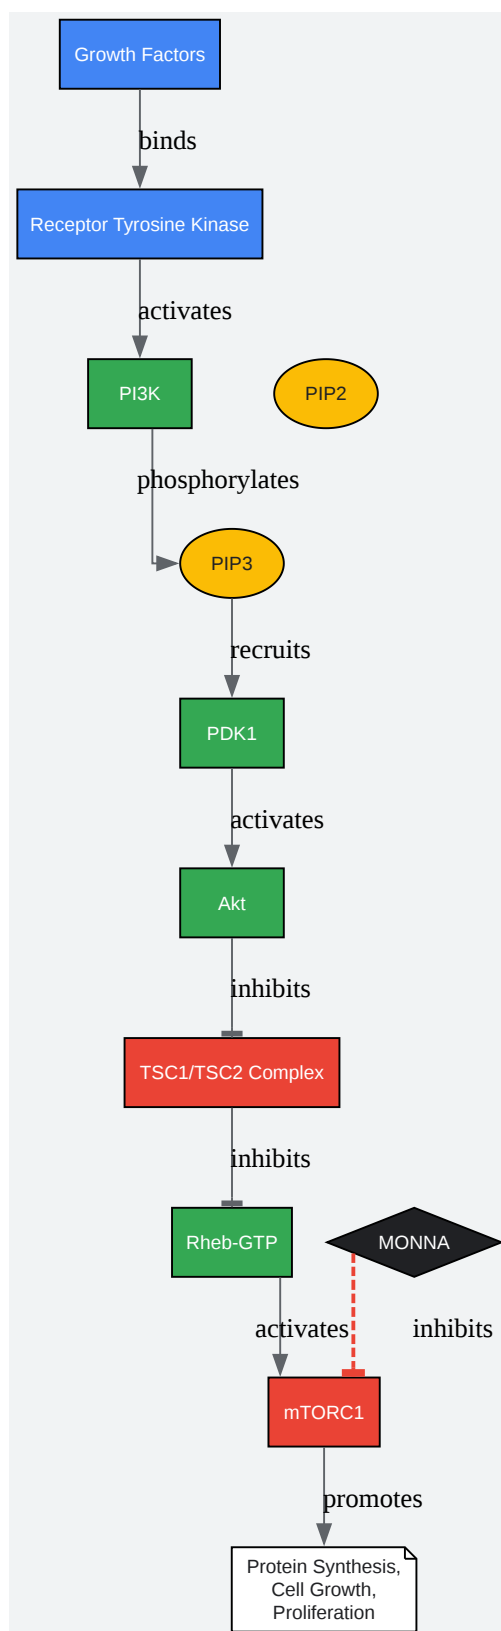 Growth Factors
binds
Receptor Tyrosine Kinase
activates
PI3K
PIP2
phosphorylates
PIP3
recruits
PDK1
activates
Akt
inhibits
TSC1/TSC2 Complex
inhibits
Rheb-GTP
MONNA
activates
inhibits
mTORC1
promotes
Protein Synthesis,
Cell Growth,
Proliferation